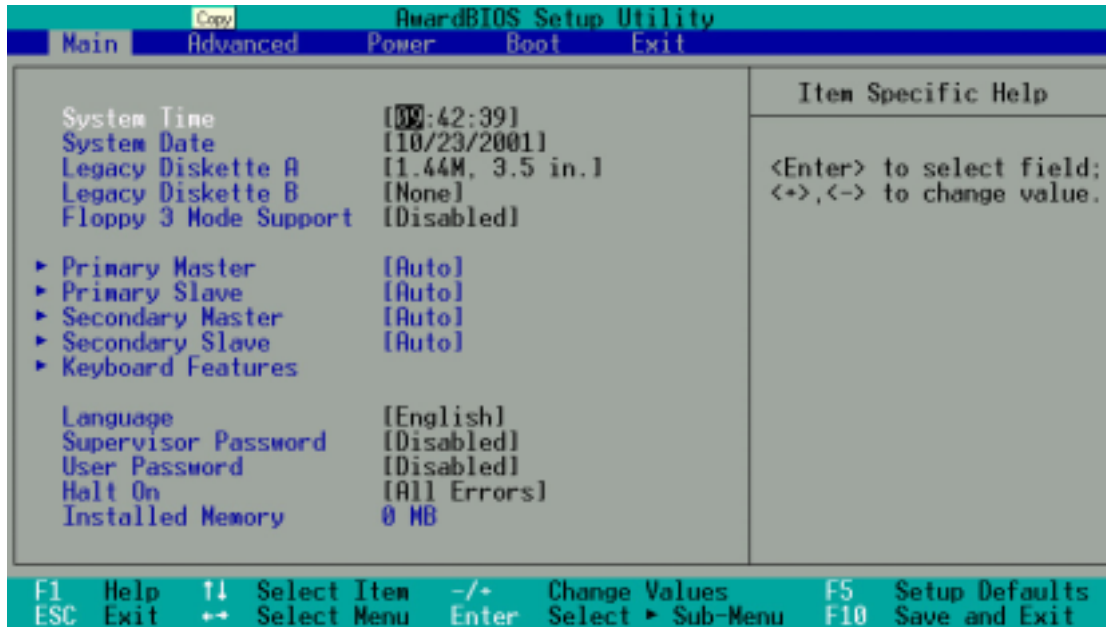 Copy
AwardBIOS Setup Utility
Main Advanced Power Boot Exit
Item Specific Help
System Time [09:42:39]
System Date [10/23/2001]
Legacy Diskette A [1.44M, 3.5 in.]
Legacy Diskette B [None]
Floppy 3 Mode Support [Disabled]
<Enter> to select field;
<+>,<-> to change value.
▶ Primary Master [Auto]
▶ Primary Slave [Auto]
▶ Secondary Master [Auto]
▶ Secondary Slave [Auto]
▶ Keyboard Features
Language [English]
Supervisor Password [Disabled]
User Password [Disabled]
Halt On [All Errors]
Installed Memory 0 MB
F1 Help ↑↓ Select Item -/+ Change Values F5 Setup Defaults
ESC Exit ←→ Select Menu Enter Select ▶ Sub-Menu F10 Save and Exit